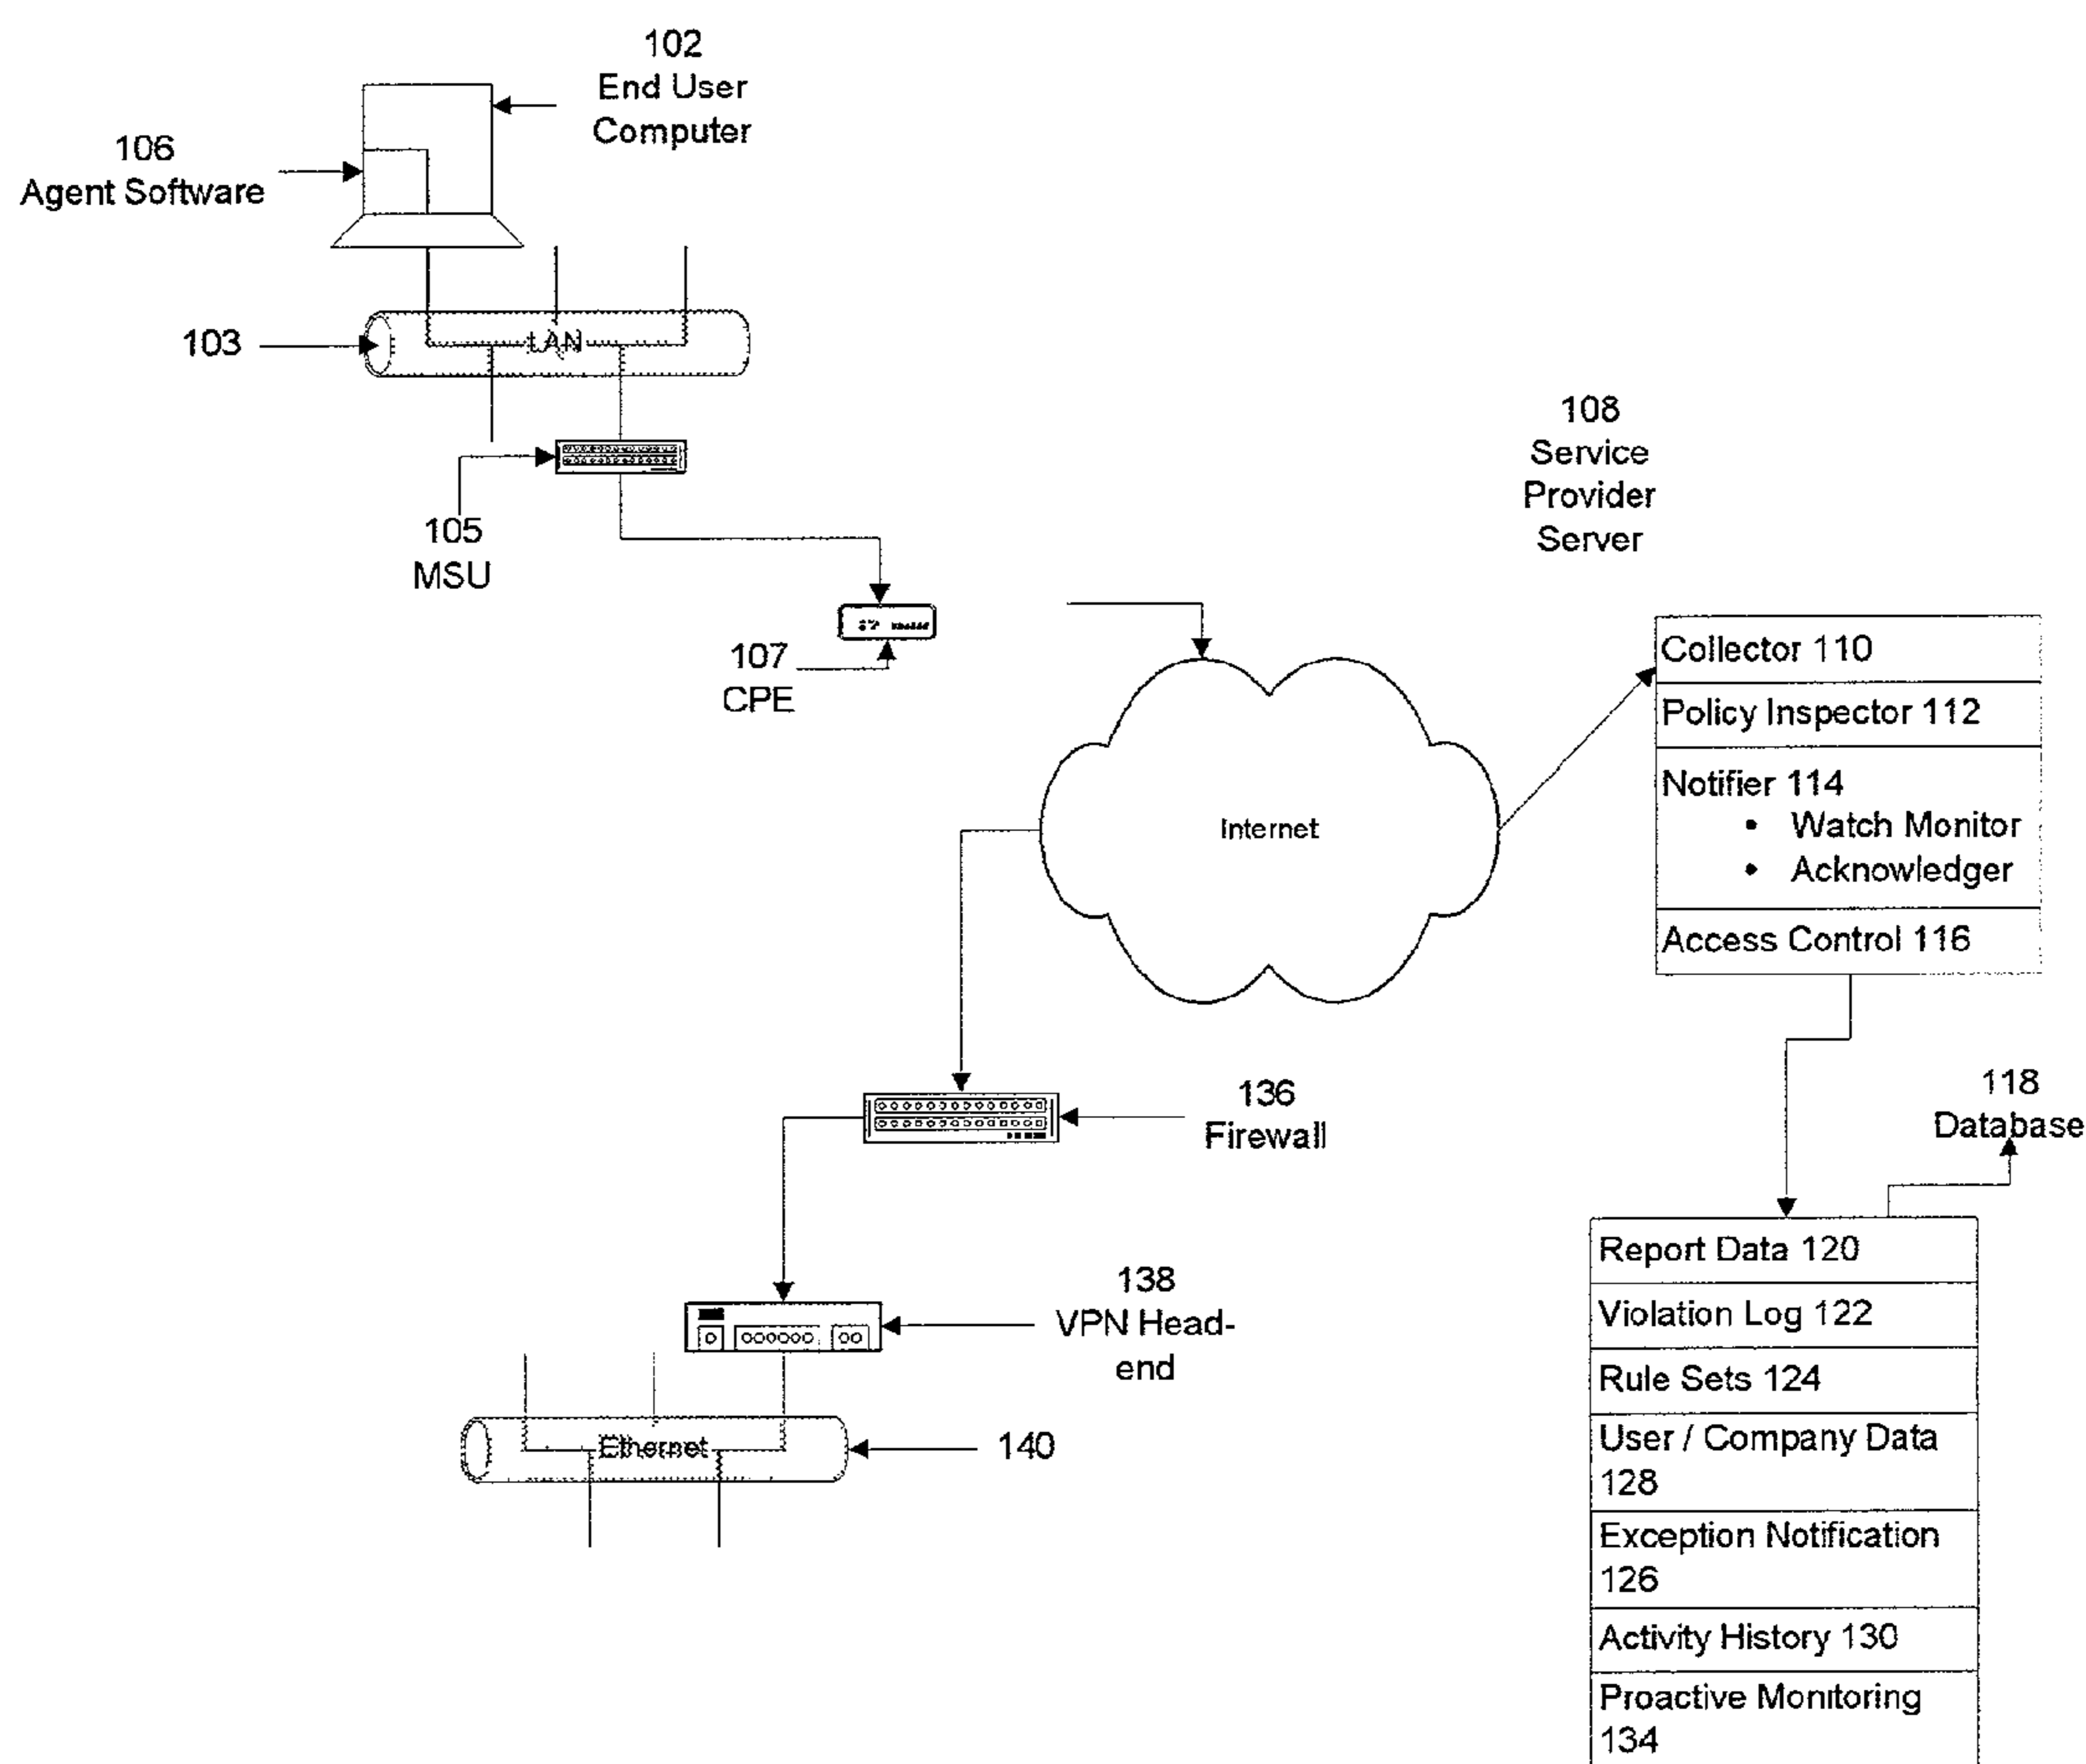 102
End User
Computer
106
Agent Software
103
LAN
105
MSU
107
CPE
108
Service
Provider
Server
Collector 110
Policy Inspector 112
Notifier 114
• Watch Monitor
• Acknowledger
Access Control 116
Internet
136
Firewall
118
Database
138
VPN Head-
end
Ethernet
140
Report Data 120
Violation Log 122
Rule Sets 124
User / Company Data
128
Exception Notification
126
Activity History 130
Proactive Monitoring
134